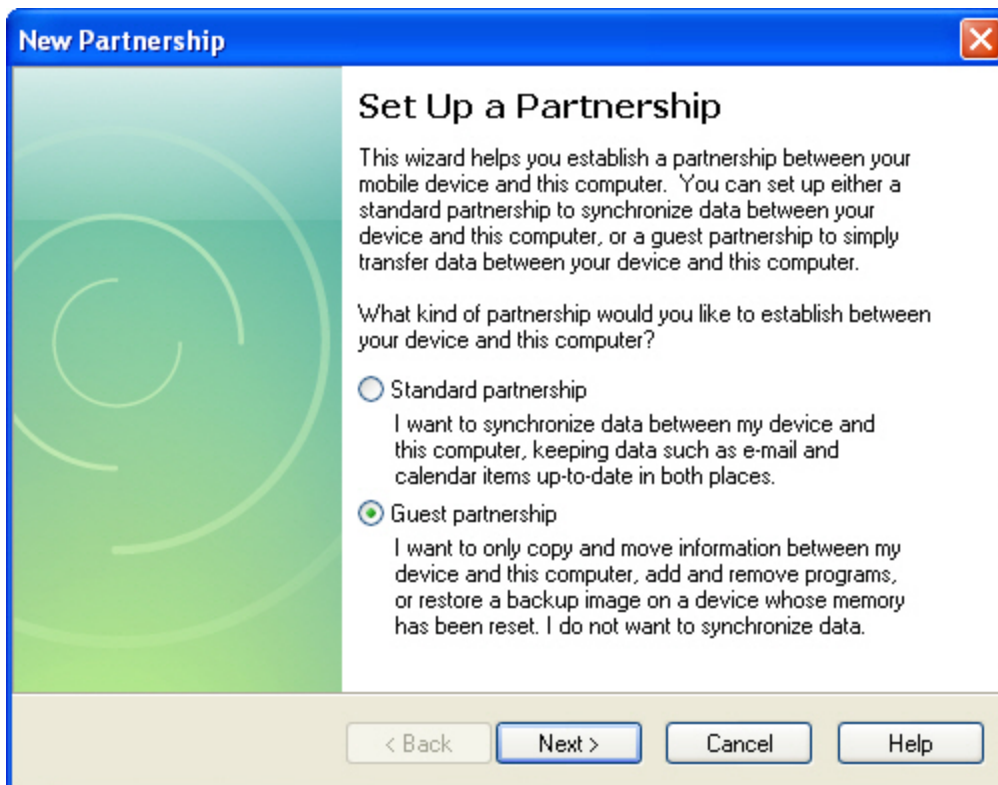 New Partnership
Set Up a Partnership
This wizard helps you establish a partnership between your
mobile device and this computer.  You can set up either a
standard partnership to synchronize data between your
device and this computer, or a guest partnership to simply
transfer data between your device and this computer.
What kind of partnership would you like to establish between
your device and this computer?
Standard partnership
I want to synchronize data between my device and
this computer, keeping data such as e-mail and
calendar items up-to-date in both places.
Guest partnership
I want to only copy and move information between my
device and this computer, add and remove programs,
or restore a backup image on a device whose memory
has been reset. I do not want to synchronize data.
< Back
Next >
Cancel
Help